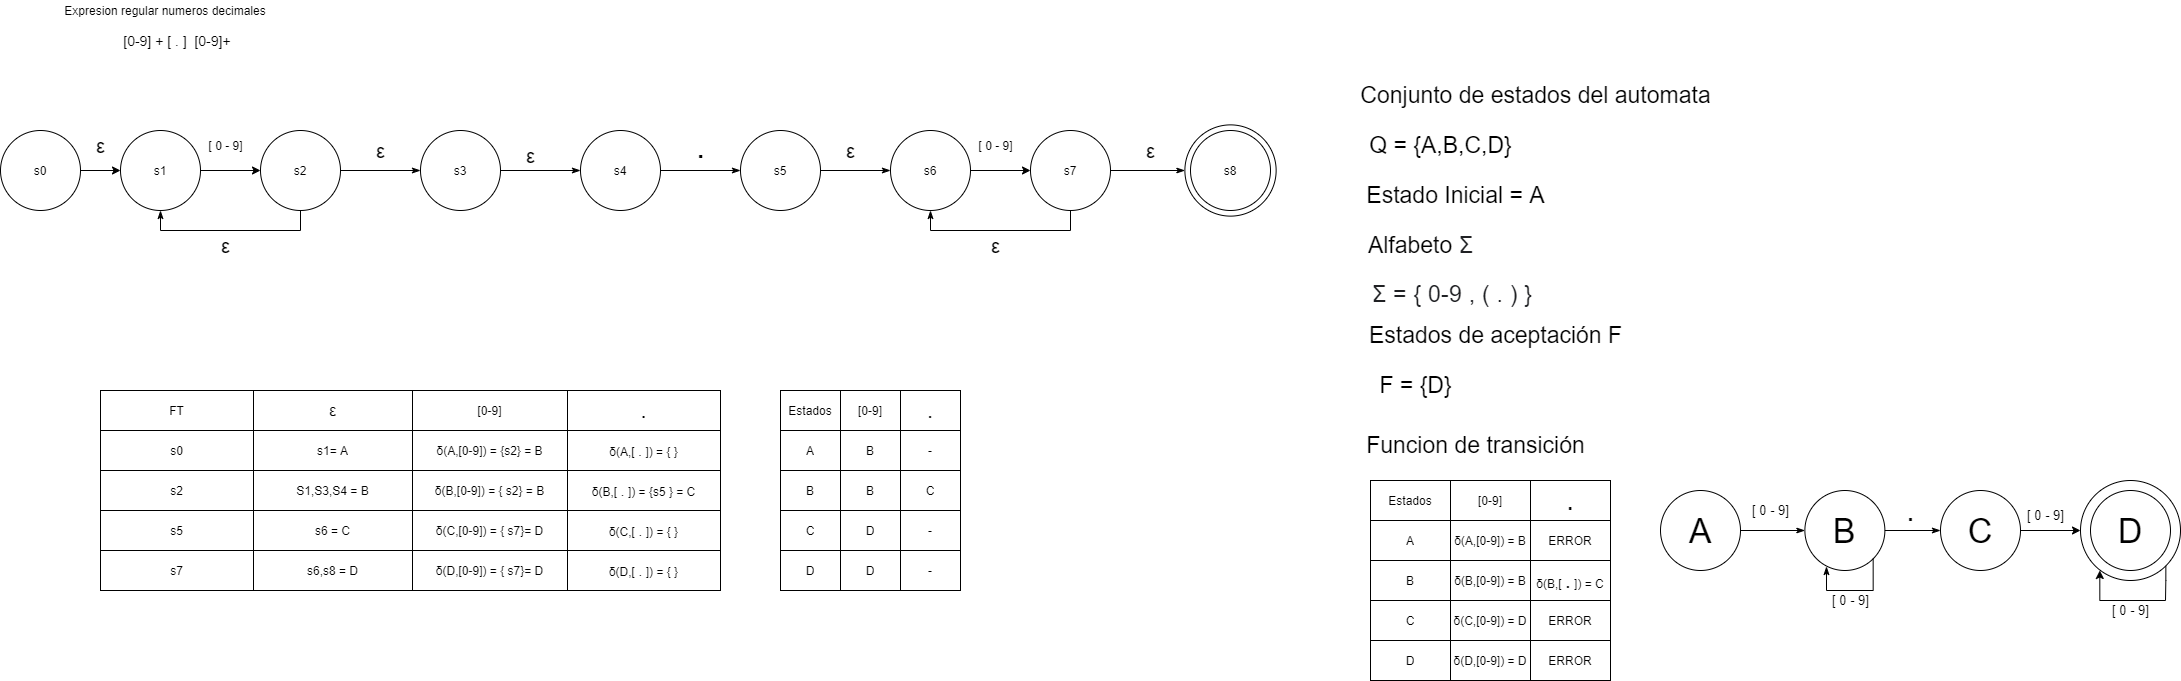 Expresion regular numeros decimales
[0-9] + [ . ] [0-9]+
s0 ε s1 [ 0 - 9] s2 ε s3 ε s4 . s5 ε s6 [ 0 - 9] s7 ε s8
ε ε
Conjunto de estados del automata
Q = {A,B,C,D}
Estado Inicial = A
Alfabeto Σ
Σ = { 0-9 , ( . ) }
Estados de aceptación F
F = {D}
FT ε [0-9] .
s0 s1= A δ(A,[0-9]) = {s2} = B δ(A,[ . ]) = { }
s2 S1,S3,S4 = B δ(B,[0-9]) = { s2} = B δ(B,[ . ]) = {s5 } = C
s5 s6 = C δ(C,[0-9]) = { s7}= D δ(C,[ . ]) = { }
s7 s6,s8 = D δ(D,[0-9]) = { s7}= D δ(D,[ . ]) = { }
Estados [0-9] .
A B -
B B C
C D -
D D -
Funcion de transición
Estados [0-9] .
A δ(A,[0-9]) = B ERROR
B δ(B,[0-9]) = B δ(B,[ . ]) = C
C δ(C,[0-9]) = D ERROR
D δ(D,[0-9]) = D ERROR
A [ 0 - 9] B . C [ 0 - 9] D
[ 0 - 9] [ 0 - 9]